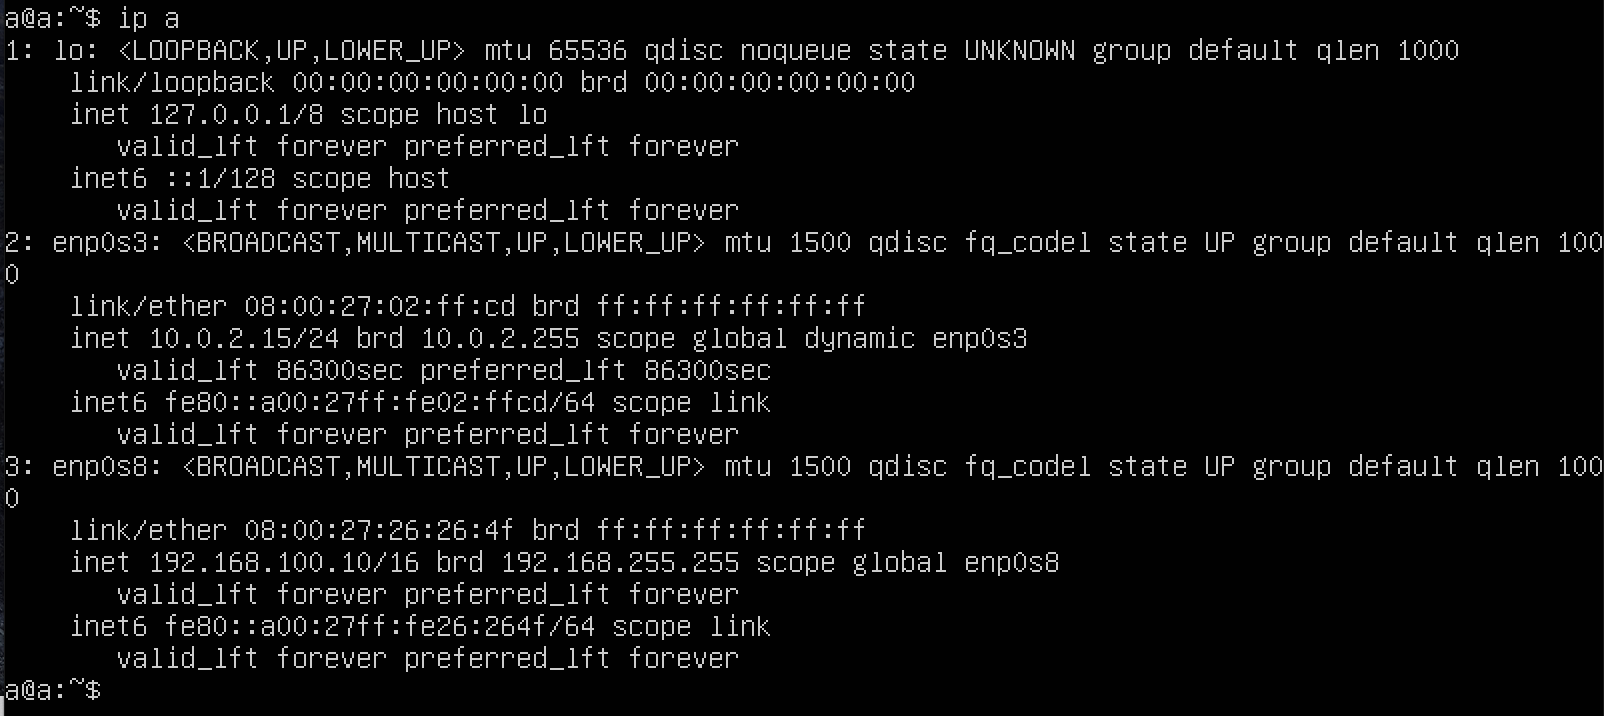 a@a:~$ ip a
1: lo: <LOOPBACK,UP,LOWER_UP> mtu 65536 qdisc noqueue state UNKNOWN group default qlen 1000
    link/loopback 00:00:00:00:00:00 brd 00:00:00:00:00:00
    inet 127.0.0.1/8 scope host lo
       valid_lft forever preferred_lft forever
    inet6 ::1/128 scope host
       valid_lft forever preferred_lft forever
2: enp0s3: <BROADCAST,MULTICAST,UP,LOWER_UP> mtu 1500 qdisc fq_codel state UP group default qlen 100
0
    link/ether 08:00:27:02:ff:cd brd ff:ff:ff:ff:ff:ff
    inet 10.0.2.15/24 brd 10.0.2.255 scope global dynamic enp0s3
       valid_lft 86300sec preferred_lft 86300sec
    inet6 fe80::a00:27ff:fe02:ffcd/64 scope link
       valid_lft forever preferred_lft forever
3: enp0s8: <BROADCAST,MULTICAST,UP,LOWER_UP> mtu 1500 qdisc fq_codel state UP group default qlen 100
0
    link/ether 08:00:27:26:26:4f brd ff:ff:ff:ff:ff:ff
    inet 192.168.100.10/16 brd 192.168.255.255 scope global enp0s8
       valid_lft forever preferred_lft forever
    inet6 fe80::a00:27ff:fe26:264f/64 scope link
       valid_lft forever preferred_lft forever
a@a:~$